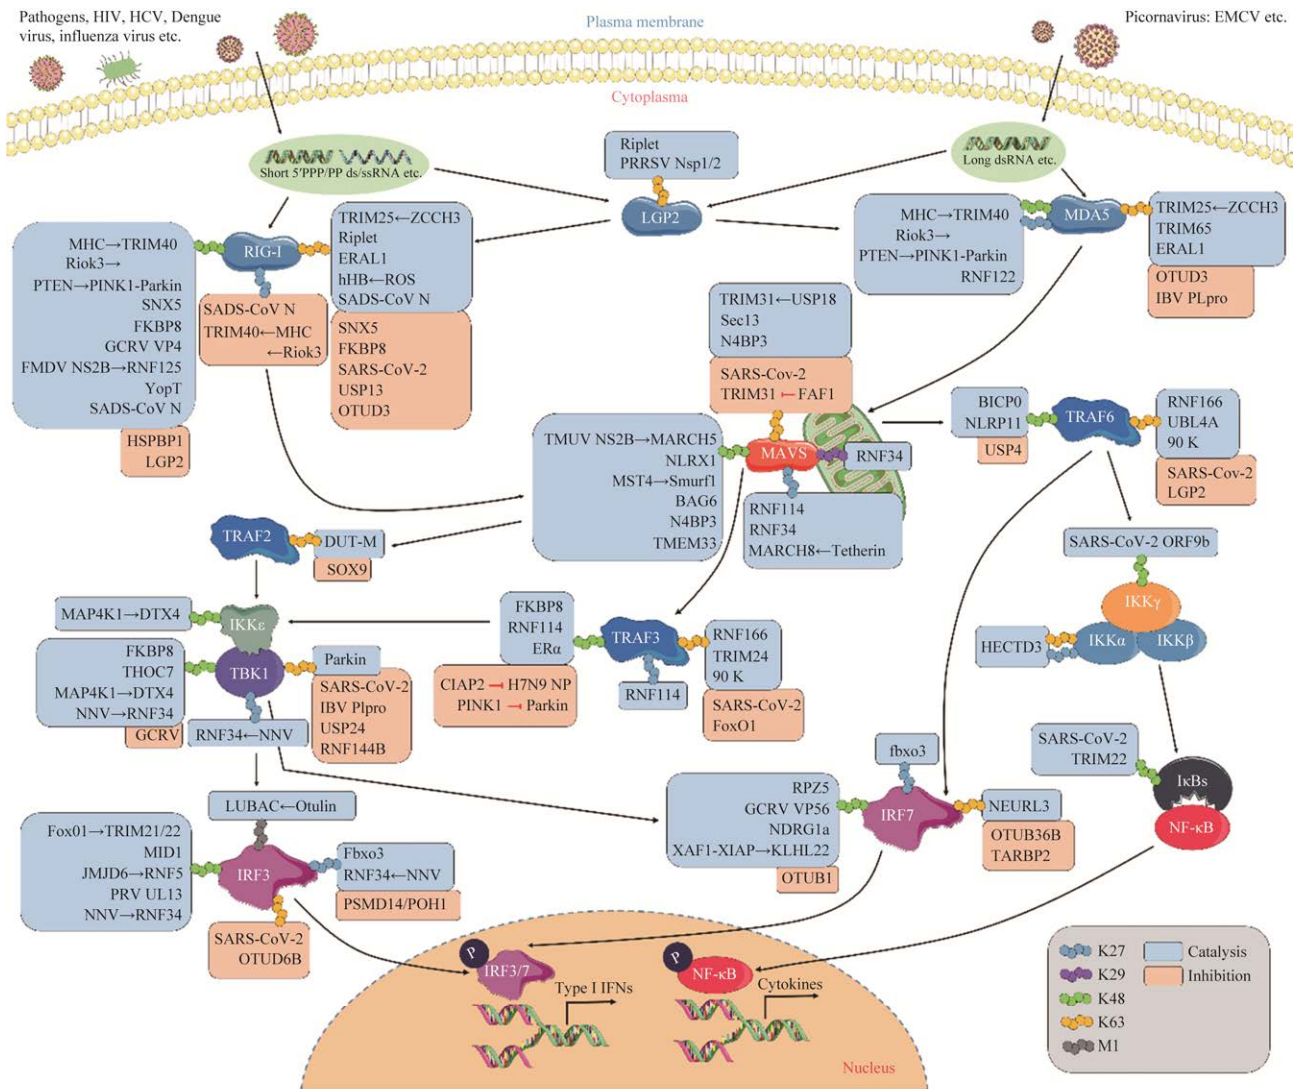 Pathogens, HIV, HCV, Dengue
virus, influenza virus etc.
Plasma membrane
Picornavirus: EMCV etc.
Cytoplasma
Short 5'PPP/PP ds/ssRNA etc.
Riplet
PRRSV Nsp1/2
LGP2
Long dsRNA etc.
MHC→TRIM40
Riok3→
PTEN→PINK1-Parkin
SNX5
FKBP8
GCRV VP4
FMDV NS2B→RNF125
YopT
SADS-CoV N
HSPBP1
LGP2
RIG-I
SADS-CoV N
TRIM40←MHC
←Riok3
TRIM25←ZCCH3
Riplet
ERAL1
hHB←ROS
SADS-CoV N
SNX5
FKBP8
SARS-CoV-2
USP13
OTUD3
MHC→TRIM40
Riok3→
PTEN→PINK1-Parkin
RNF122
MDA5
TRIM25←ZCCH3
TRIM65
ERAL1
OTUD3
IBV PLpro
TRIM31←USP18
Sec13
N4BP3
SARS-Cov-2
TRIM31⊢FAF1
TMUV NS2B→MARCH5
NLRX1
MST4→Smurf1
BAG6
N4BP3
TMEM33
MAVS
RNF34
RNF114
RNF34
MARCH8←Tetherin
BICP0
NLRP11
USP4
TRAF6
RNF166
UBL4A
90 K
SARS-Cov-2
LGP2
TRAF2
DUT-M
SOX9
SARS-CoV-2 ORF9b
IKKγ
IKKα
IKKβ
HECTD3
MAP4K1→DTX4
IKKε
FKBP8
THOC7
MAP4K1→DTX4
NNV→RNF34
GCRV
TBK1
Parkin
SARS-CoV-2
IBV Plpro
USP24
RNF144B
RNF34←NNV
FKBP8
RNF114
ERα
CIAP2⊣H7N9 NP
PINK1⊣Parkin
TRAF3
RNF114
RNF166
TRIM24
90 K
SARS-CoV-2
FoxO1
SARS-CoV-2
TRIM22
IκBs
NF-κB
fbxo3
RPZ5
GCRV VP56
NDRG1a
XAF1-XIAP→KLHL22
OTUB1
IRF7
NEURL3
OTUB36B
TARBP2
LUBAC←Otulin
Fox01→TRIM21/22
MID1
JMJD6→RNF5
PRV UL13
NNV→RNF34
IRF3
Fbxo3
RNF34←NNV
PSMD14/POH1
SARS-CoV-2
OTUD6B
P
IRF3/7
Type I IFNs
P
NF-κB
Cytokines
Nucleus
K27
K29
K48
K63
M1
Catalysis
Inhibition